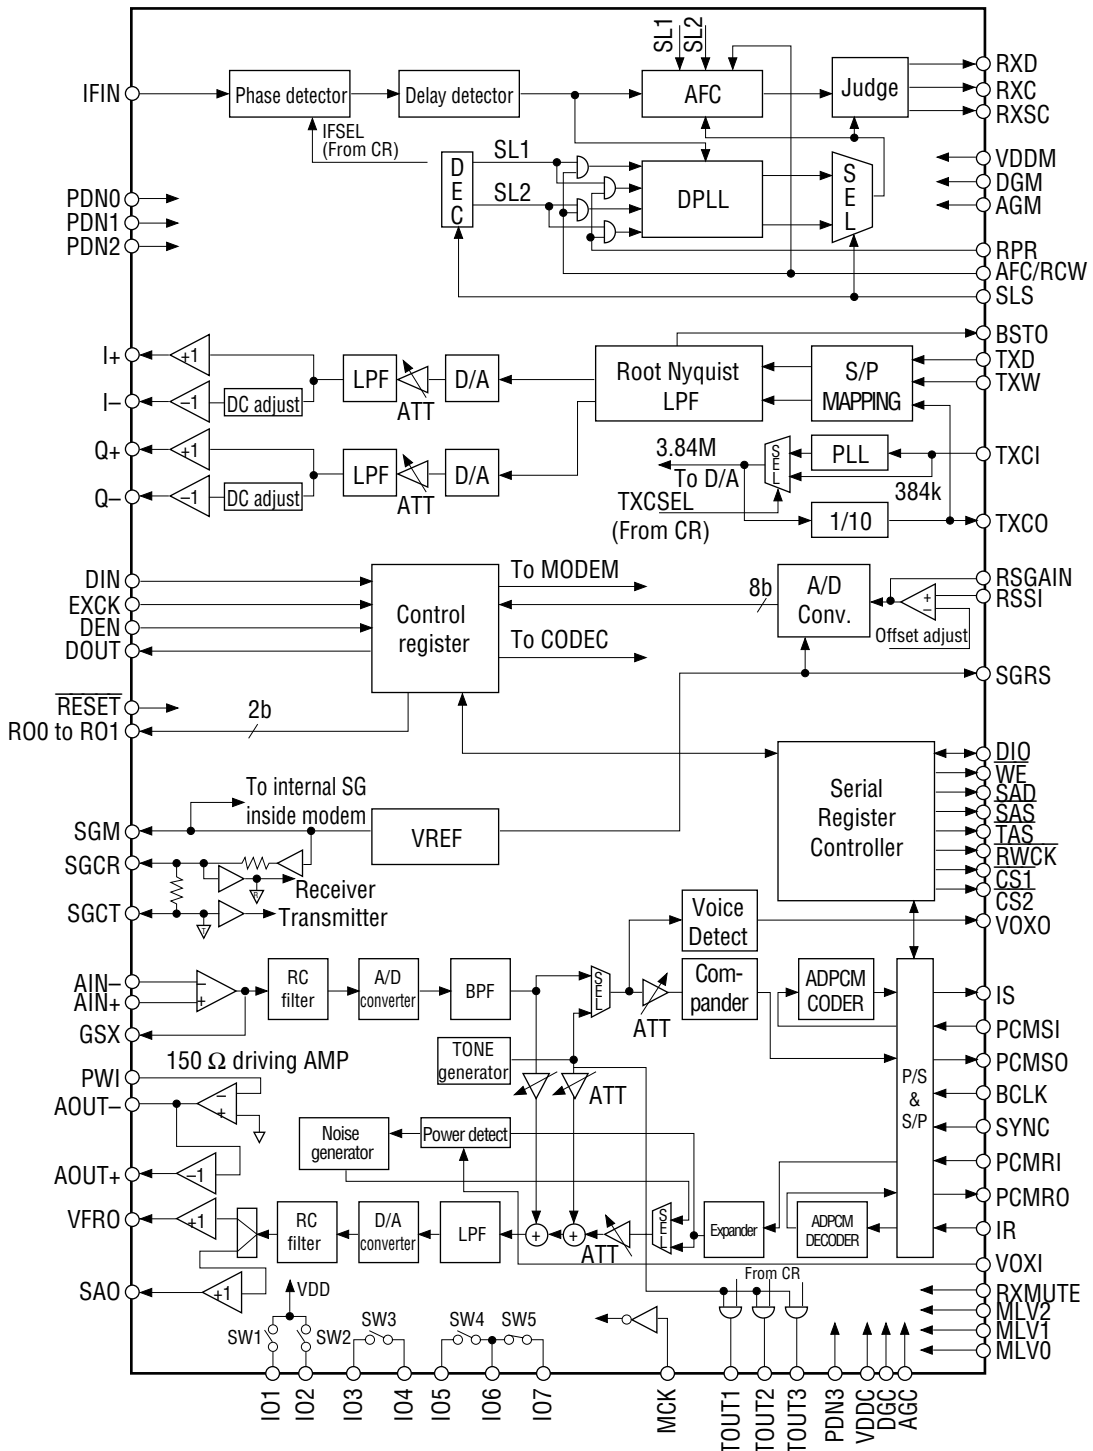 SL1
SL2
IFIN
Phase detector
Delay detector
AFC
Judge
RXD
RXC
RXSC
IFSEL
(From CR)
SL1
SL2
D
E
C
DPLL
S
E
L
VDDM
DGM
AGM
PDN0
PDN1
PDN2
RPR
AFC/RCW
SLS
BSTO
I+
+1
LPF
ATT
D/A
Root Nyquist
LPF
S/P
MAPPING
TXD
TXW
I–
–1
DC adjust
Q+
+1
LPF
ATT
D/A
3.84M
To D/A
S
E
L
PLL
TXCI
384k
Q–
–1
DC adjust
TXCSEL
(From CR)
1/10
TXCO
DIN
EXCK
DEN
DOUT
Control
register
To MODEM
To CODEC
8b
A/D
Conv.
+
–
RSGAIN
RSSI
Offset adjust
SGRS
RESET
RO0 to RO1
2b
DIO
WE
SAD
SAS
TAS
RWCK
CS1
CS2
Serial
Register
Controller
To internal SG
inside modem
SGM
VREF
SGCR
Receiver
SGCT
Transmitter
Voice
Detect
VOXO
AIN–
AIN+
–
+
RC
filter
A/D
converter
BPF
S
E
L
ATT
Com-
pander
ADPCM
CODER
IS
PCMSI
GSX
TONE
generator
PCMSO
150 Ω driving AMP
PWI
AOUT–
–
+
ATT
P/S
&
S/P
BCLK
SYNC
Noise
generator
Power detect
PCMRI
AOUT+
–1
PCMRO
VFRO
+1
RC
filter
D/A
converter
LPF
+
+
ATT
S
E
L
Expander
ADPCM
DECODER
IR
VOXI
SAO
+1
VDD
From CR
RXMUTE
MLV2
MLV1
MLV0
SW1
SW2
SW3
SW4
SW5
IO1
IO2
IO3
IO4
IO5
IO6
IO7
MCK
TOUT1
TOUT2
TOUT3
PDN3
VDDC
DGC
AGC